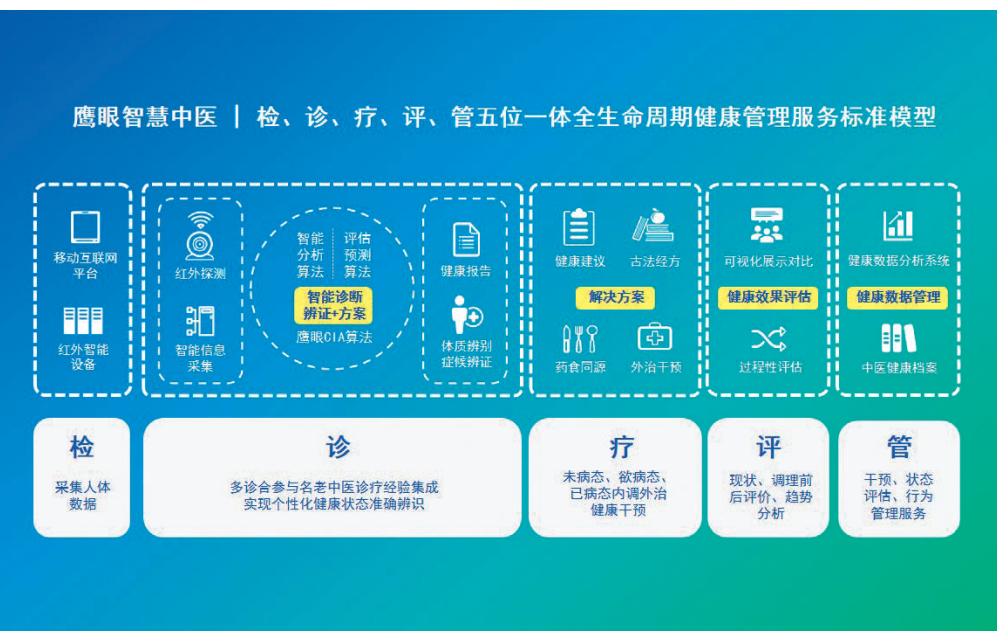 鹰眼智慧中医 | 检、诊、疗、评、管五位一体全生命周期健康管理服务标准模型
移动互联网
平台
红外智能
设备
红外探测
智能信息
采集
智能 评估
分析 预测
算法 算法
智能诊断
辨证+方案
鹰眼CIA算法
健康报告
体质辨别
症候辨证
健康建议
古法经方
解决方案
药食同源
外治干预
可视化展示对比
健康效果评估
过程性评估
健康数据分析系统
健康数据管理
中医健康档案
检
采集人体
数据
诊
多诊合参与名老中医诊疗经验集成
实现个性化健康状态准确辨识
疗
未病态、欲病态、
已病态内调外治
健康干预
评
现状、调理前
后评价、趋势
分析
管
干预、状态
评估、行为
管理服务